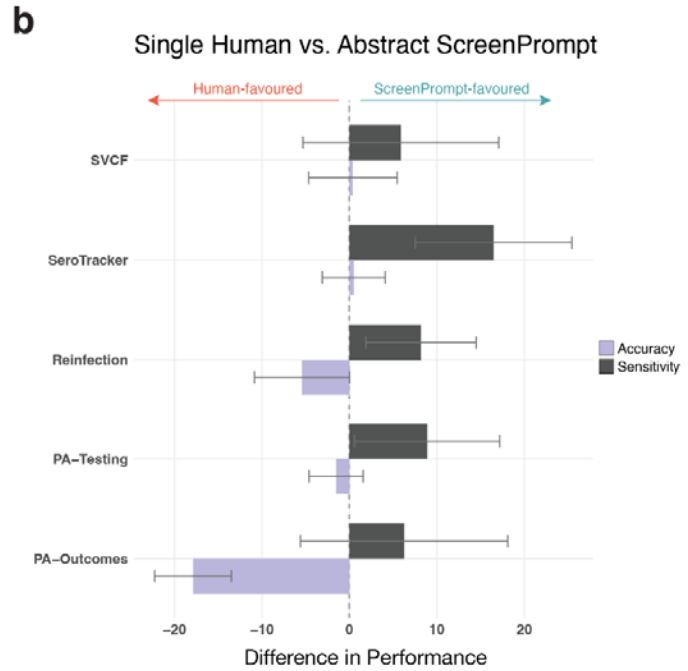 b
Single Human vs. Abstract ScreenPrompt
Human-favoured
ScreenPrompt-favoured
SVCF
SeroTracker
Reinfection
PA-Testing
PA-Outcomes
Accuracy
Sensitivity
-20 -10 0 10 20
Difference in Performance